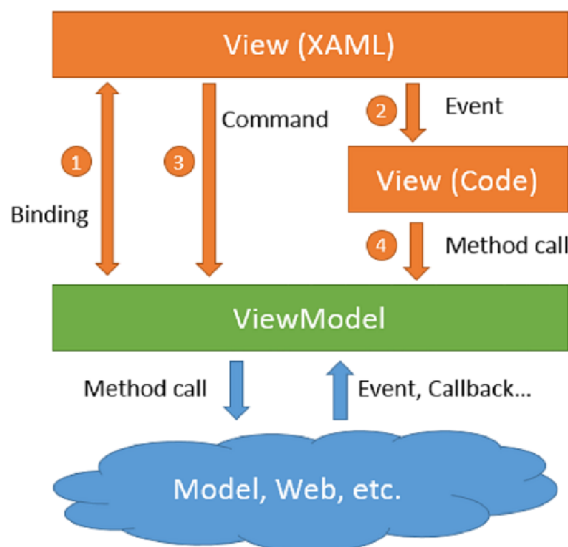 View (XAML)
Command
2
Event
1
3
View (Code)
Binding
4
Method call
ViewModel
Method call
Event, Callback...
Model, Web, etc.